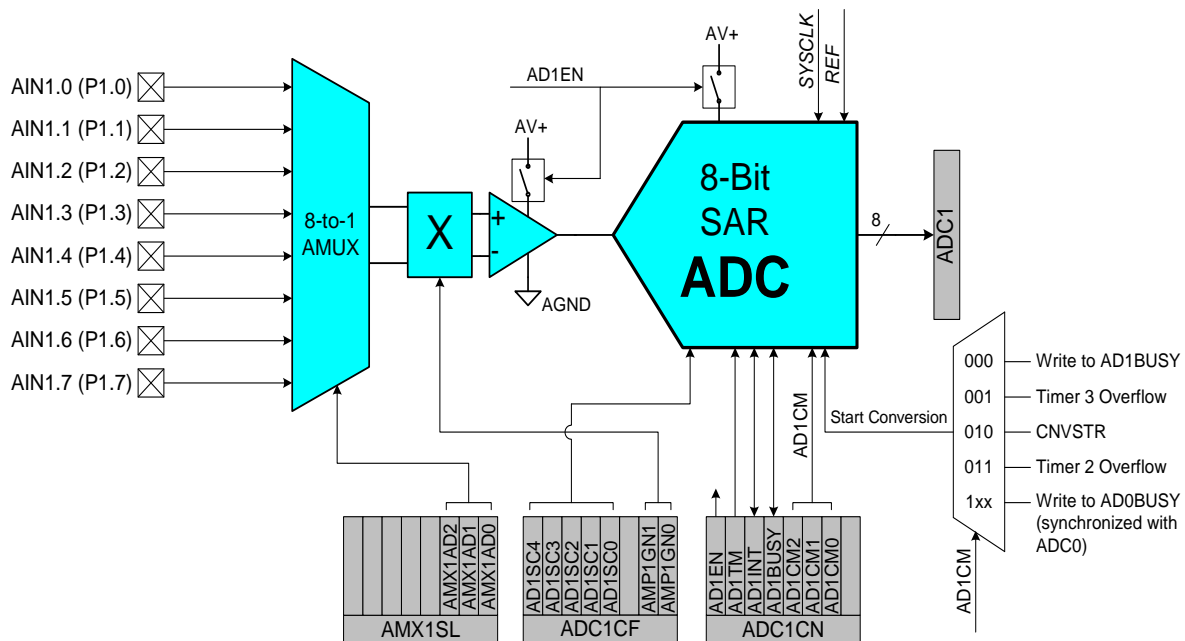 AV+
SYSCLK
REF
AD1EN
AIN1.0 (P1.0)
AIN1.1 (P1.1)
AIN1.2 (P1.2)
AIN1.3 (P1.3)
AIN1.4 (P1.4)
AIN1.5 (P1.5)
AIN1.6 (P1.6)
AIN1.7 (P1.7)
8-to-1
AMUX
X
AV+
+
-
AGND
8-Bit
SAR
ADC
8
ADC1
000
Write to AD1BUSY
001
Timer 3 Overflow
010
CNVSTR
011
Timer 2 Overflow
1xx
Write to AD0BUSY
(synchronized with
ADC0)
Start Conversion
AD1CM
AD1CM
AMX1AD2
AMX1AD1
AMX1AD0
AMX1SL
AD1SC4
AD1SC3
AD1SC2
AD1SC1
AD1SC0
AMP1GN1
AMP1GN0
ADC1CF
AD1EN
AD1TM
AD1INT
AD1BUSY
AD1CM2
AD1CM1
AD1CM0
ADC1CN